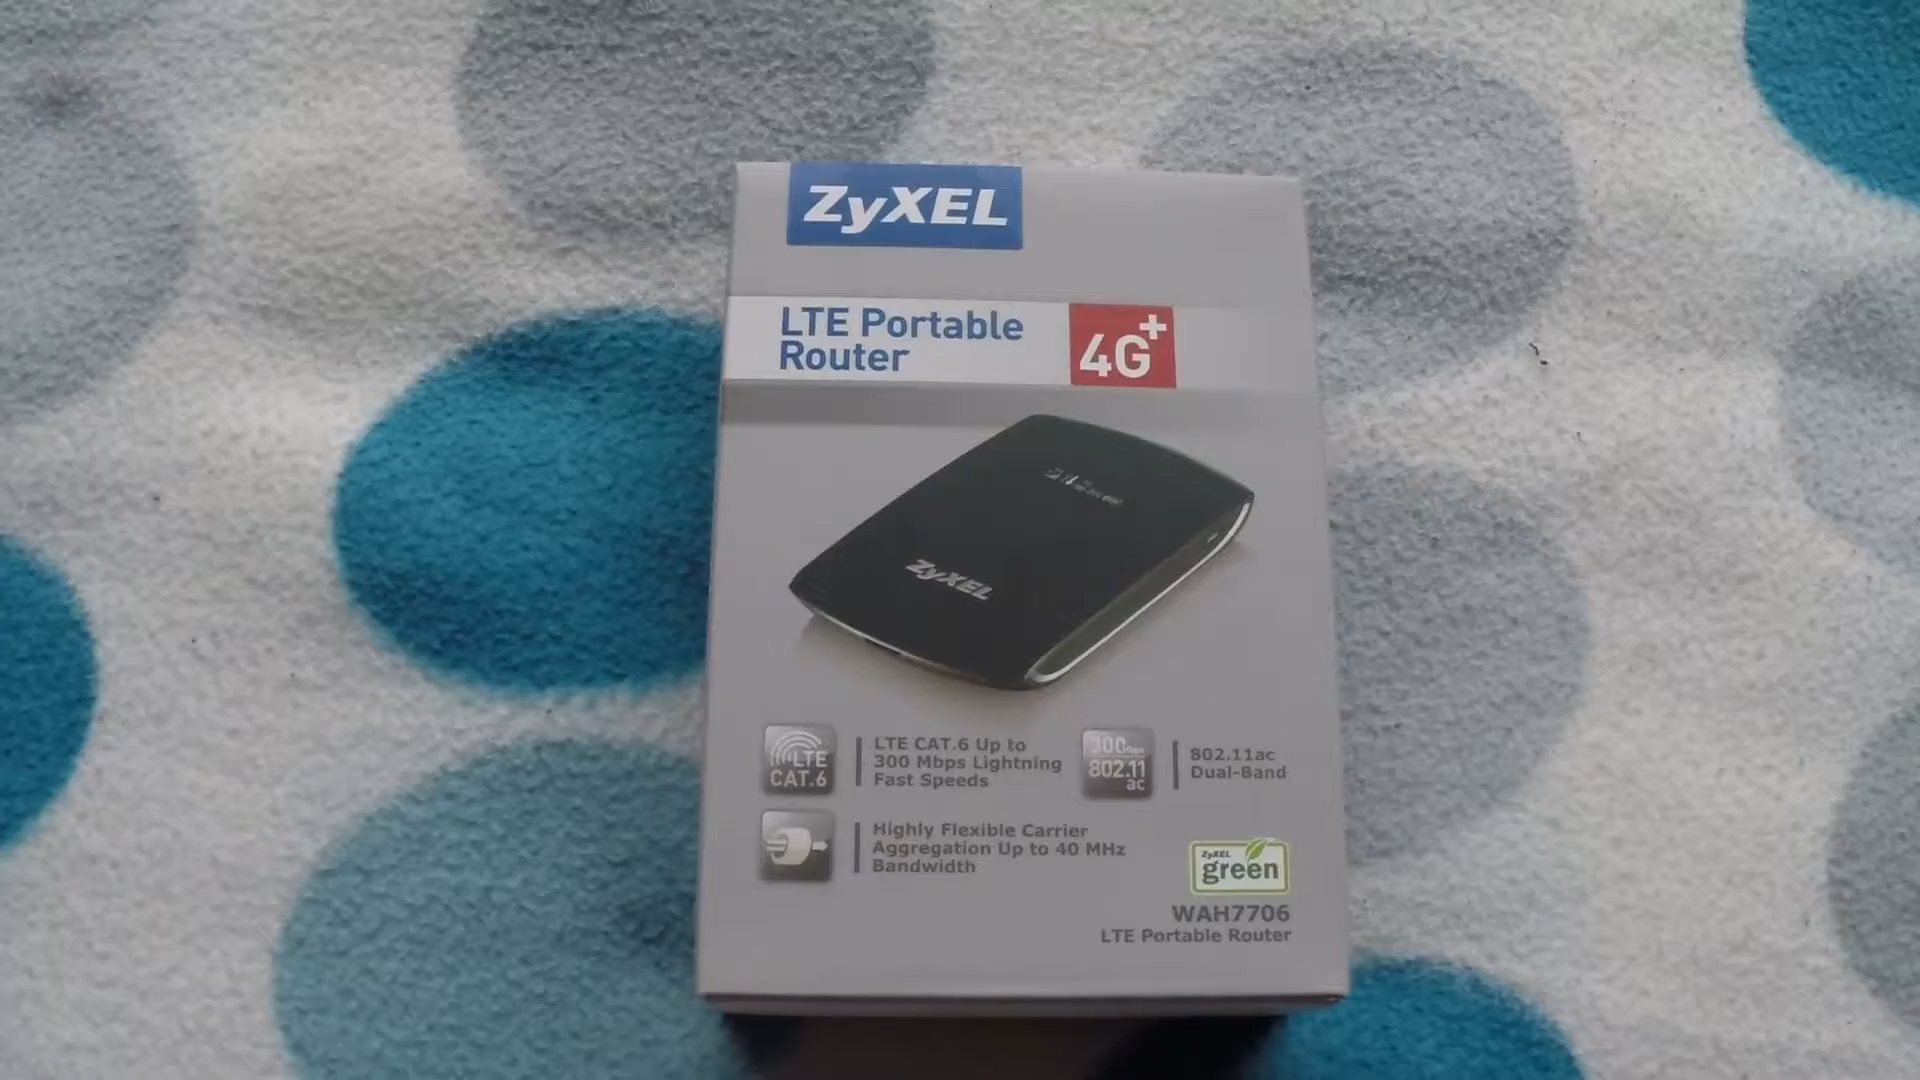 ZyXEL
LTE Portable
Router
4G+
ZyXEL
LTE
CAT.6
LTE CAT.6 Up to
300 Mbps Lightning
Fast Speeds
300Mbps
802.11
ac
802.11ac
Dual-Band
Highly Flexible Carrier
Aggregation Up to 40 MHz
Bandwidth
ZyXEL
green
WAH7706
LTE Portable Router